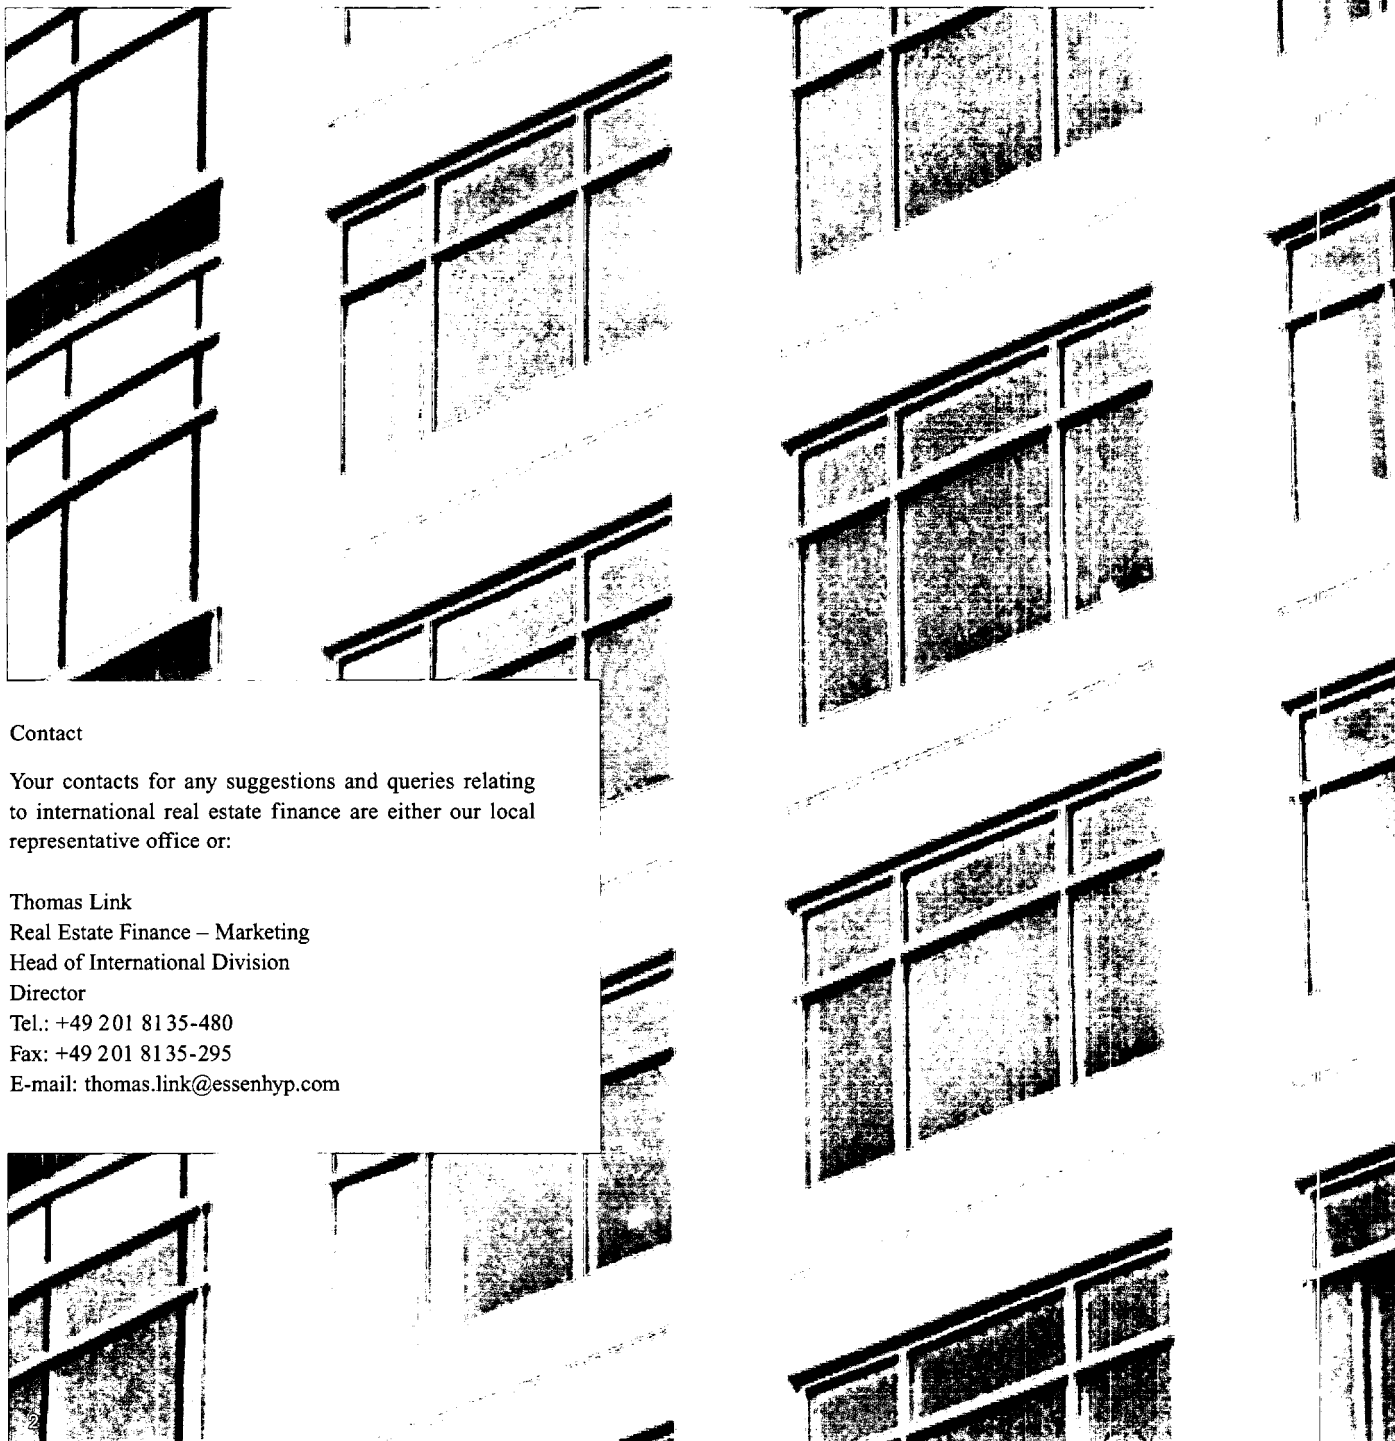 Contact
Your contacts for any suggestions and queries relating
to international real estate finance are either our local
representative office or:
Thomas Link
Real Estate Finance – Marketing
Head of International Division
Director
Tel.: +49 201 8135-480
Fax: +49 201 8135-295
E-mail: thomas.link@essenhyp.com
2